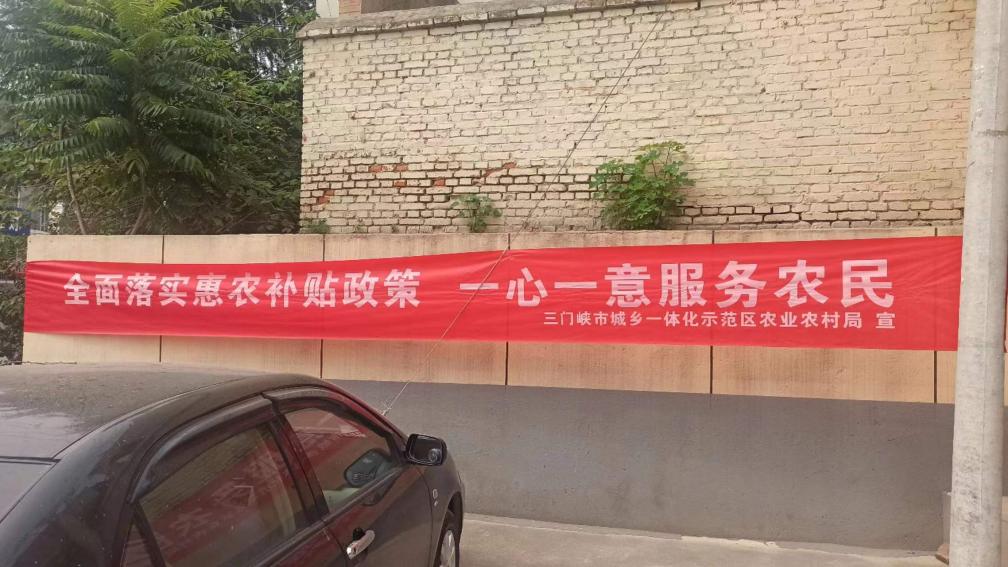 全面落实惠农补贴政策 一心一意服务农民
三门峡市城乡一体化示范区农业农村局 宣